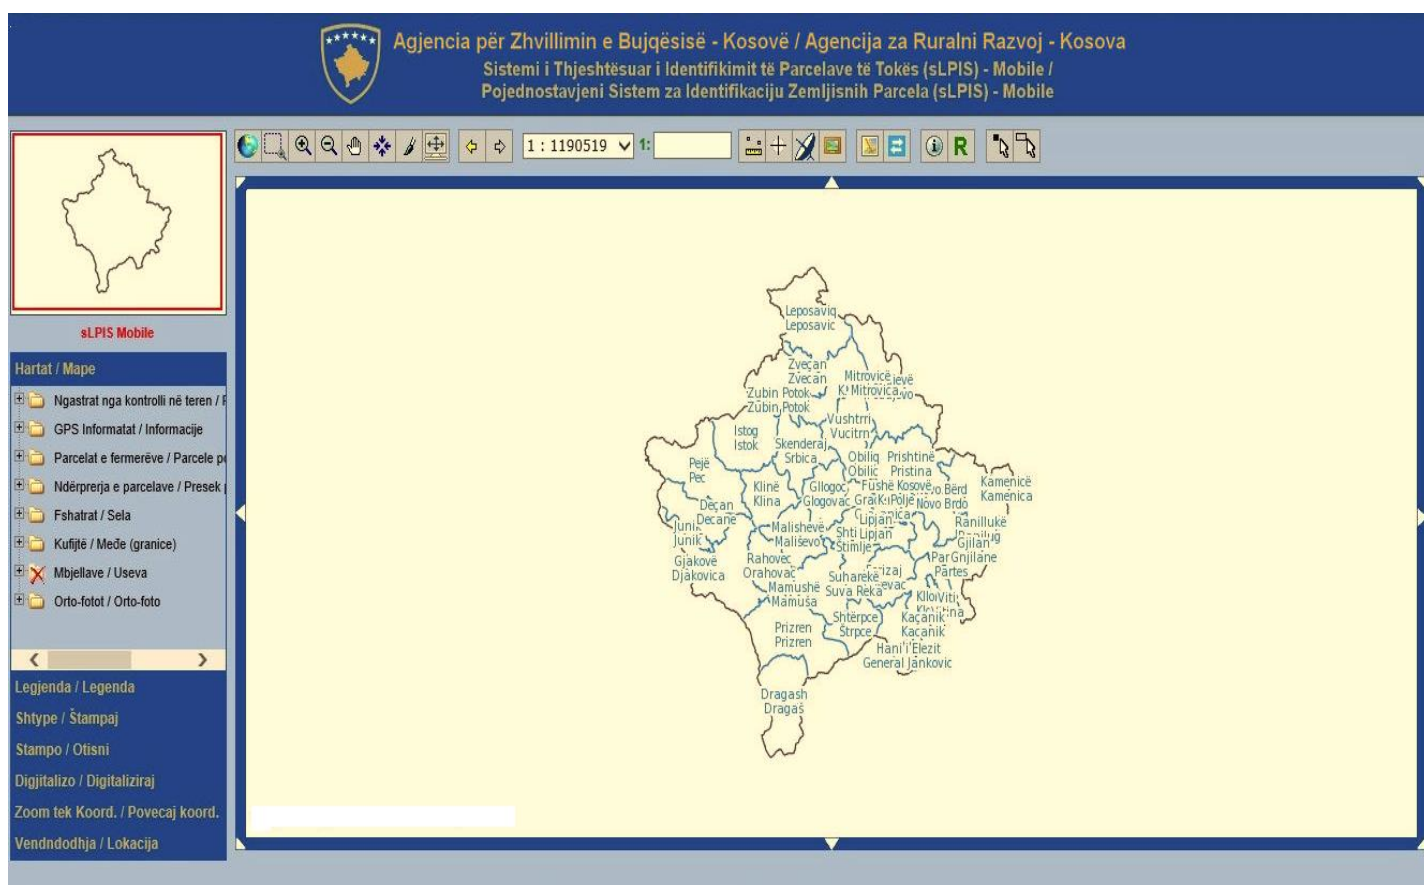 Agjencia për Zhvillimin e Bujqësisë - Kosovë / Agencija za Ruralni Razvoj - Kosova
Sistemi i Thjeshtësuar i Identifikimit të Parcelave të Tokës (sLPIS) - Mobile /
Pojednostavjeni Sistem za Identifikaciju Zemljisnih Parcela (sLPIS) - Mobile
1 : 1190519
1:
R
sLPIS Mobile
Hartat / Mape
Ngastrat nga kontrolli në teren /
GPS Informatat / Informacije
Parcelat e fermerëve / Parcele
Ndërprerja e parcelave / Presek
Fshatrat / Sela
Kufijtë / Međe (granice)
Mbjellave / Useva
Orto-fotot / Orto-foto
Legjenda / Legenda
Shtype / Štampaj
Stampo / Otisni
Digjitalizo / Digitaliziraj
Zoom tek Koord. / Povecaj koord.
Vendndodhja / Lokacija
Leposaviq
Leposavic
Zveçan
Zvecan
Mitrovicë
Mitrovica
Zubin Potok
Zubin Potok
Vushtrri
Vucitrn
Istog
Istok
Skenderaj
Srbica
Obiliq
Obilic
Prishtinë
Pristina
Pejë
Pec
Klinë
Klina
Gllogoc
Glogovac
Fushë Kosovë
Polje
Novo Brdo
Kamenicë
Kamenica
Deçan
Decane
Junik
Malishevë
Mališevo
Lipjan
Lipjan
Štimlje
Ranillukë
Gjilan
Gnjilane
Partes
Gjakovë
Djakovica
Rahovec
Orahovac
Suharekë
Suva Reka
Mamushë
Mamuša
Viti
Shtërpce
Štrpce
Kaçanik
Kaçanik
Prizren
Prizren
Hani i Elezit
General Jankovic
Dragash
Dragaš